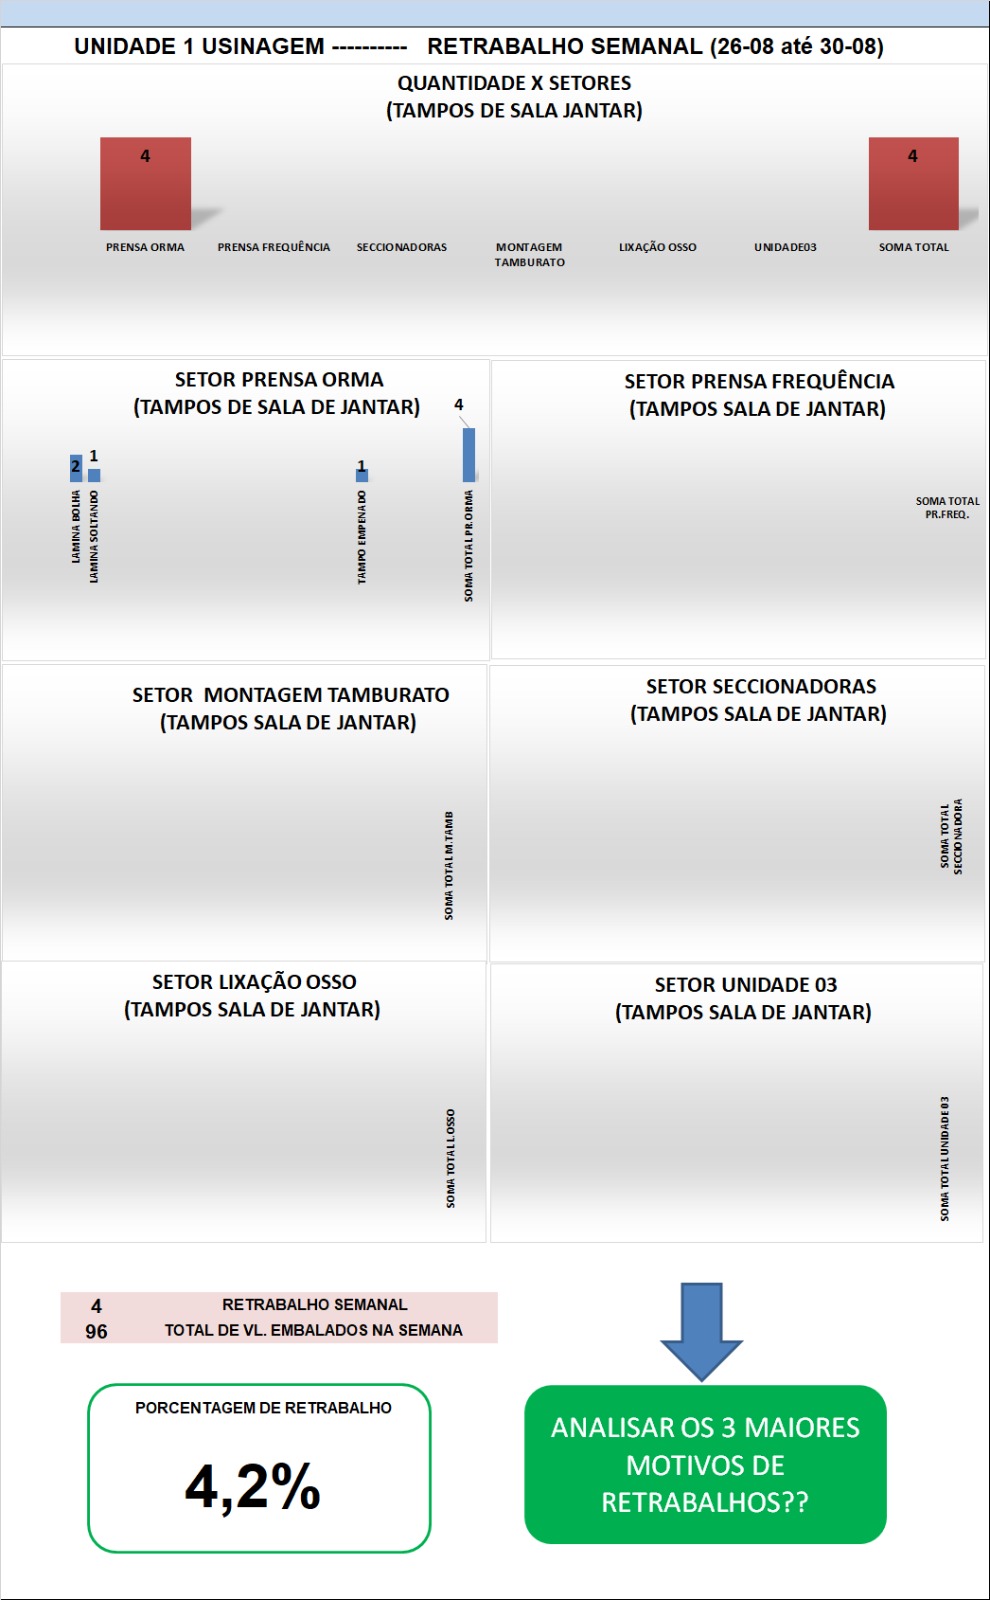 UNIDADE 1 USINAGEM ---------- RETRABALHO SEMANAL (26-08 até 30-08)
QUANTIDADE X SETORES
(TAMPOS DE SALA JANTAR)
4
4
PRENSA ORMA
PRENSA FREQUÊNCIA
SECCIONADORAS
MONTAGEM
TAMBURATO
LIXAÇÃO OSSO
UNIDADE03
SOMA TOTAL
SETOR PRENSA ORMA
(TAMPOS DE SALA DE JANTAR)
2
1
1
4
LAMINA BOLHA
LAMINA SOLTANDO
TAMPO EMPENADO
SOMA TOTAL PR.ORMA
SETOR PRENSA FREQUÊNCIA
(TAMPOS SALA DE JANTAR)
SOMA TOTAL
PR.FREQ.
SETOR MONTAGEM TAMBURATO
(TAMPOS SALA DE JANTAR)
SOMA TOTAL M.TAMB
SETOR SECCIONADORAS
(TAMPOS SALA DE JANTAR)
SOMA TOTAL
SECCIONADORA
SETOR LIXAÇÃO OSSO
(TAMPOS SALA DE JANTAR)
SOMA TOTAL L.OSSO
SETOR UNIDADE 03
(TAMPOS SALA DE JANTAR)
SOMA TOTAL UNIDADE 03
4 RETRABALHO SEMANAL
96 TOTAL DE VL. EMBALADOS NA SEMANA
PORCENTAGEM DE RETRABALHO
4,2%
ANALISAR OS 3 MAIORES
MOTIVOS DE
RETRABALHOS??